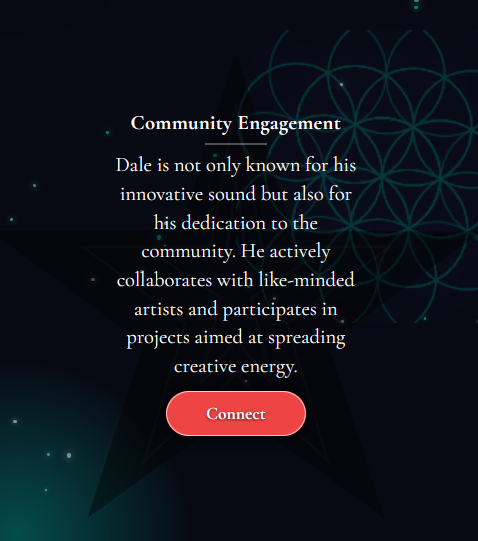 Community Engagement
Dale is not only known for his
innovative sound but also for
his dedication to the
community. He actively
collaborates with like-minded
artists and participates in
projects aimed at spreading
creative energy.
Connect